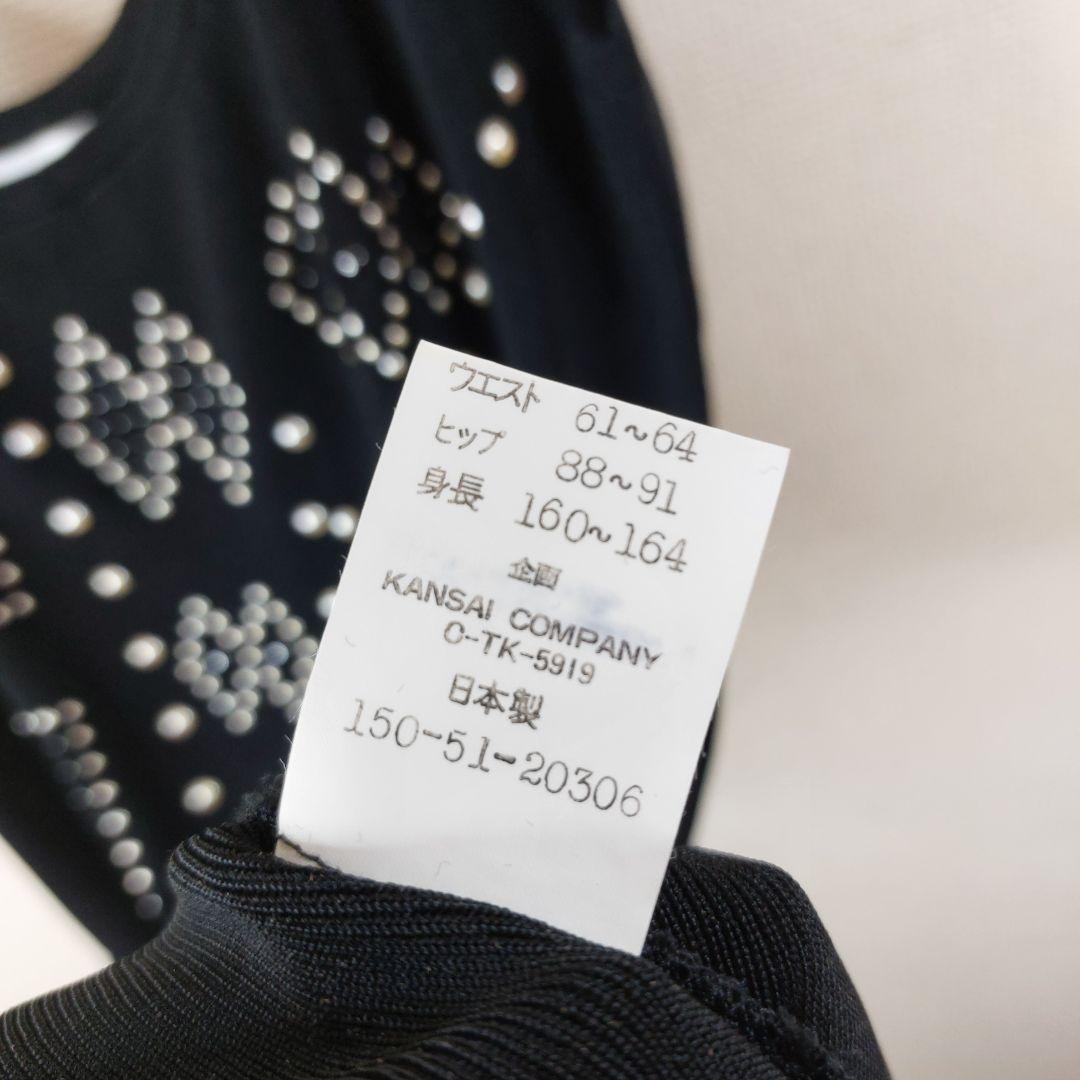 ウエスト 61~64
ヒップ 88~91
身長 160~164
企画
KANSAI COMPANY
C-TK-5919
日本製
150-51-20306